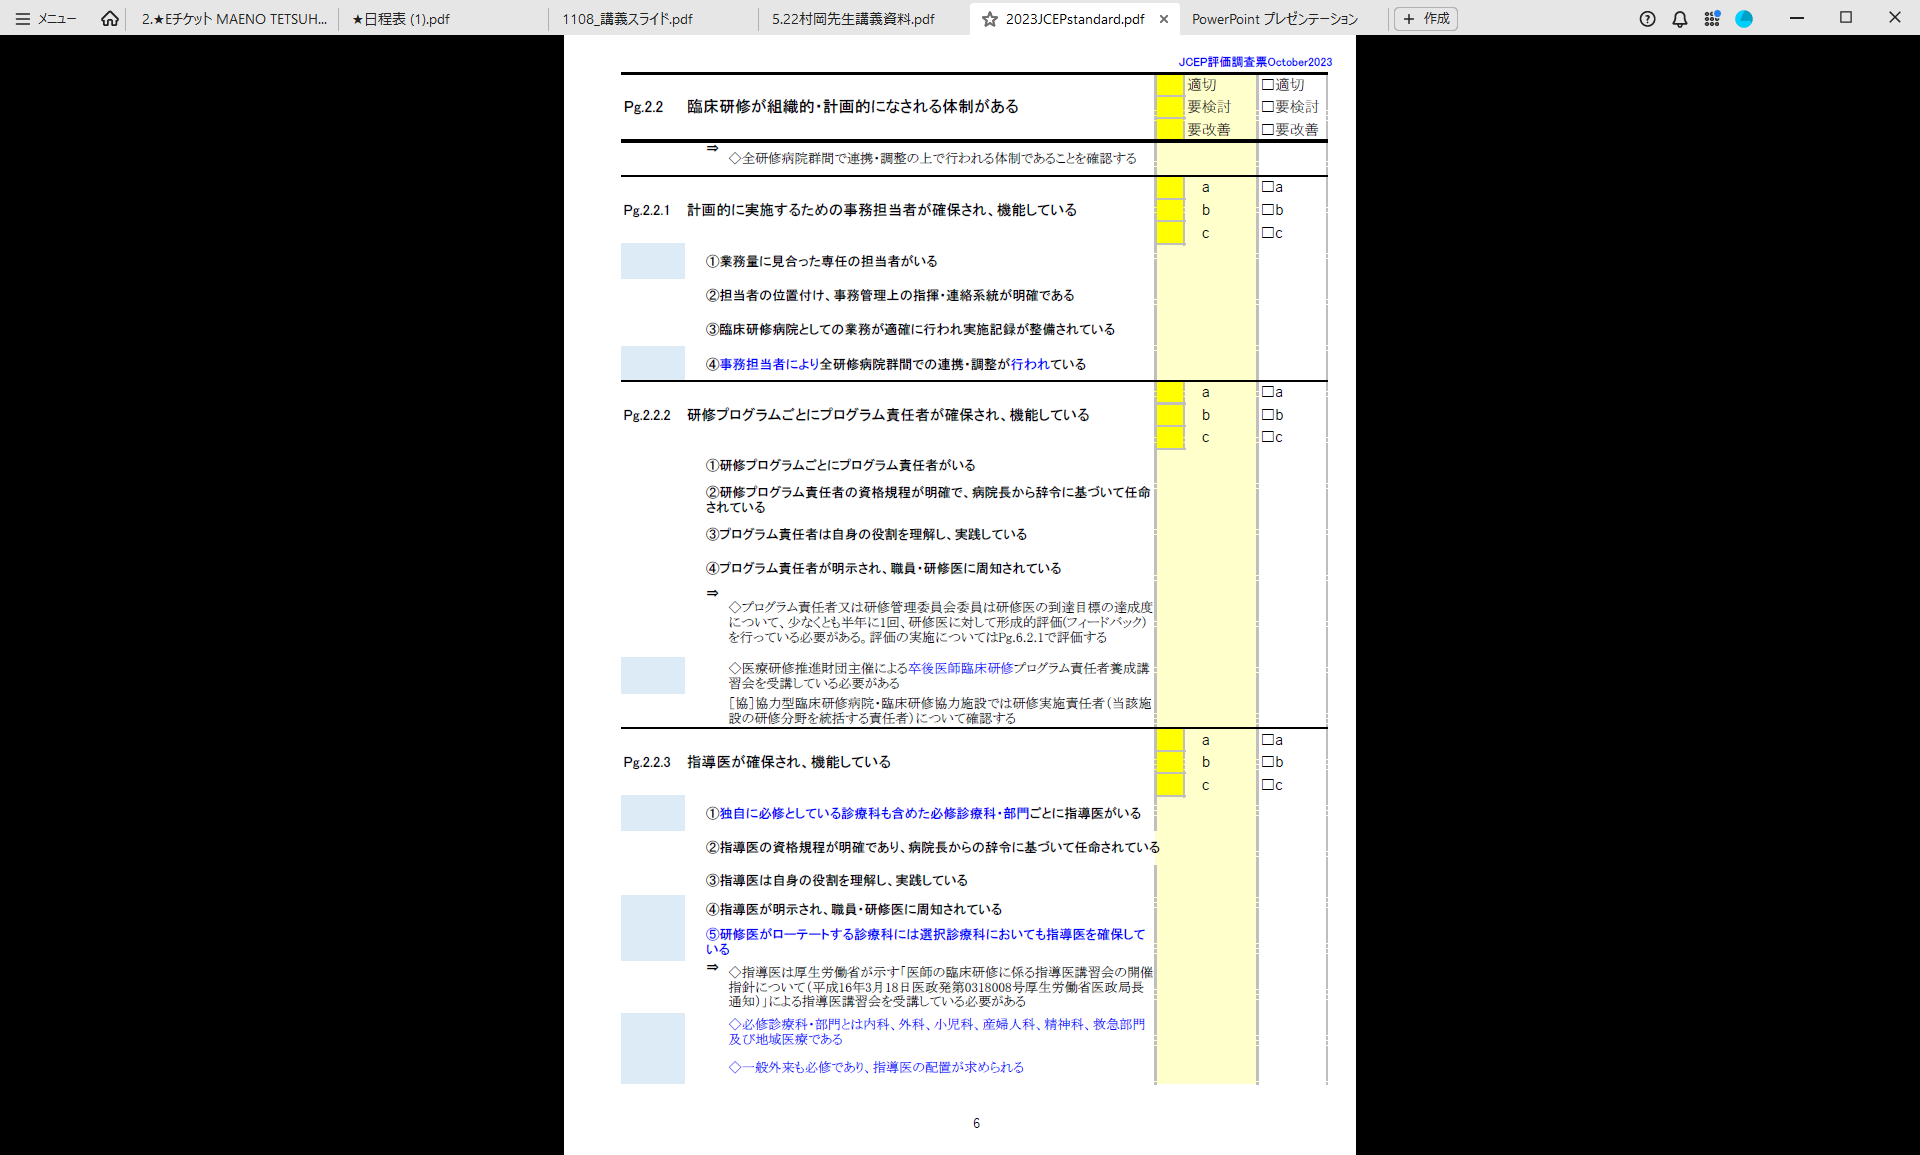 メニュー
2.★Eチケット MAENO TETSUH...
★日程表 (1).pdf
1108_講義スライド.pdf
5.22村岡先生講義資料.pdf
2023JCEPstandard.pdf
PowerPoint プレゼンテーション
+ 作成
JCEP評価調査票October2023
Pg.2.2 臨床研修が組織的・計画的になされる体制がある
適切 □適切
要検討 □要検討
要改善 □要改善
⇒
◇全研修病院群間で連携・調整の上で行われる体制であることを確認する
Pg.2.2.1 計画的に実施するための事務担当者が確保され、機能している
a □a
b □b
c □c
①業務量に見合った専任の担当者がいる
②担当者の位置付け、事務管理上の指揮・連絡系統が明確である
③臨床研修病院としての業務が適確に行われ実施記録が整備されている
④事務担当者により全研修病院群間での連携・調整が行われている
Pg.2.2.2 研修プログラムごとにプログラム責任者が確保され、機能している
a □a
b □b
c □c
①研修プログラムごとにプログラム責任者がいる
②研修プログラム責任者の資格規程が明確で、病院長から辞令に基づいて任命
されている
③プログラム責任者は自身の役割を理解し、実践している
④プログラム責任者が明示され、職員・研修医に周知されている
⇒
◇プログラム責任者又は研修管理委員会委員は研修医の到達目標の達成度
について、少なくとも半年に1回、研修医に対して形成的評価(フィードバック)
を行っている必要がある。評価の実施についてはPg.6.2.1で評価する
◇医療研修推進財団主催による卒後医師臨床研修プログラム責任者養成講
習会を受講している必要がある
[協]協力型臨床研修病院・臨床研修協力施設では研修実施責任者(当該施
設の研修分野を統括する責任者)について確認する
Pg.2.2.3 指導医が確保され、機能している
a □a
b □b
c □c
①独自に必修としている診療科も含めた必修診療科・部門ごとに指導医がいる
②指導医の資格規程が明確であり、病院長からの辞令に基づいて任命されている
③指導医は自身の役割を理解し、実践している
④指導医が明示され、職員・研修医に周知されている
⑤研修医がローテートする診療科には選択診療科においても指導医を確保して
いる
⇒
◇指導医は厚生労働省が示す「医師の臨床研修に係る指導医講習会の開催
指針について(平成16年3月18日医政発第0318008号厚生労働省医政局長
通知)」による指導医講習会を受講している必要がある
◇必修診療科・部門とは内科、外科、小児科、産婦人科、精神科、救急部門
及び地域医療である
◇一般外来も必修であり、指導医の配置が求められる
6